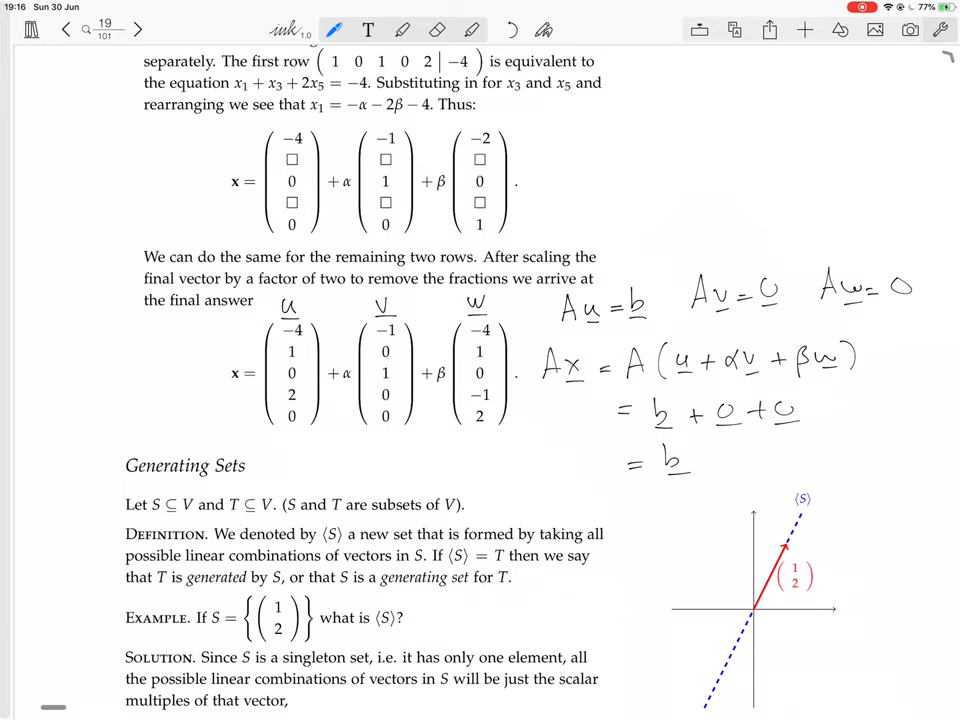 19:16 Sun 30 Jun
77%
19
101
ink 1.0
T
separately. The first row ( 1 0 1 0 2 | −4 ) is equivalent to
the equation x₁ + x₃ + 2x₅ = −4. Substituting in for x₃ and x₅ and
rearranging we see that x₁ = −α − 2β − 4. Thus:
−4 −1 −2
□ □ □
x = 0 + α 1 + β 0 .
□ □ □
0 0 1
We can do the same for the remaining two rows. After scaling the
final vector by a factor of two to remove the fractions we arrive at
the final answer
u v w
−4 −1 −4
1 0 1
x = 0 + α 1 + β 0 .
2 0 −1
0 0 2
Au = b Av = 0 Aw = 0
Ax = A(u + αv + βw)
= b + 0 + 0
= b
Generating Sets
Let S ⊆ V and T ⊆ V. (S and T are subsets of V).
DEFINITION. We denoted by ⟨S⟩ a new set that is formed by taking all
possible linear combinations of vectors in S. If ⟨S⟩ = T then we say
that T is generated by S, or that S is a generating set for T.
EXAMPLE. If S = { ( 1 2 ) } what is ⟨S⟩?
SOLUTION. Since S is a singleton set, i.e. it has only one element, all
the possible linear combinations of vectors in S will be just the scalar
multiples of that vector,
⟨S⟩
( 1 2 )